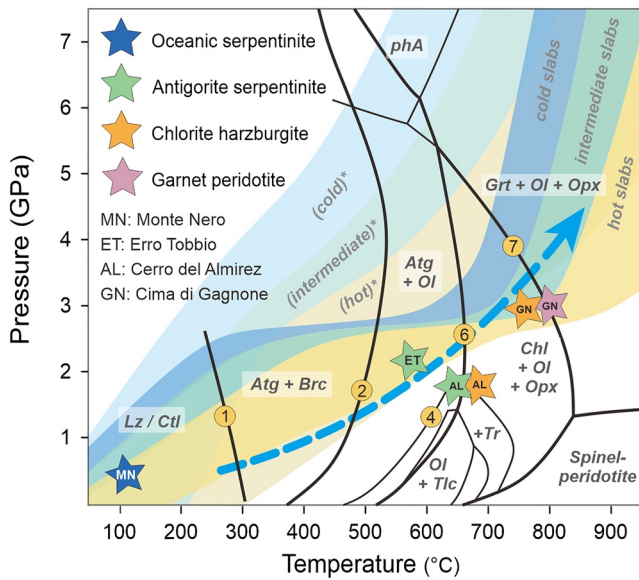 7
6
5
4
3
2
1
Pressure (GPa)
100 200 300 400 500 600 700 800 900
Temperature (°C)
Oceanic serpentinite
Antigorite serpentinite
Chlorite harzburgite
Garnet peridotite
MN: Monte Nero
ET: Erro Tobbio
AL: Cerro del Almirez
GN: Cima di Gagnone
phA
cold slabs
intermediate slabs
hot slabs
(cold)*
(intermediate)*
(hot)*
Grt + Ol + Opx
Atg
+ Ol
7
GN
GN
6
ET
Chl
+ Ol
+ Opx
Atg + Brc
2
AL
AL
Lz / Ctl
1
4
+Tr
Ol
+ Tlc
Spinel-
peridotite
MN